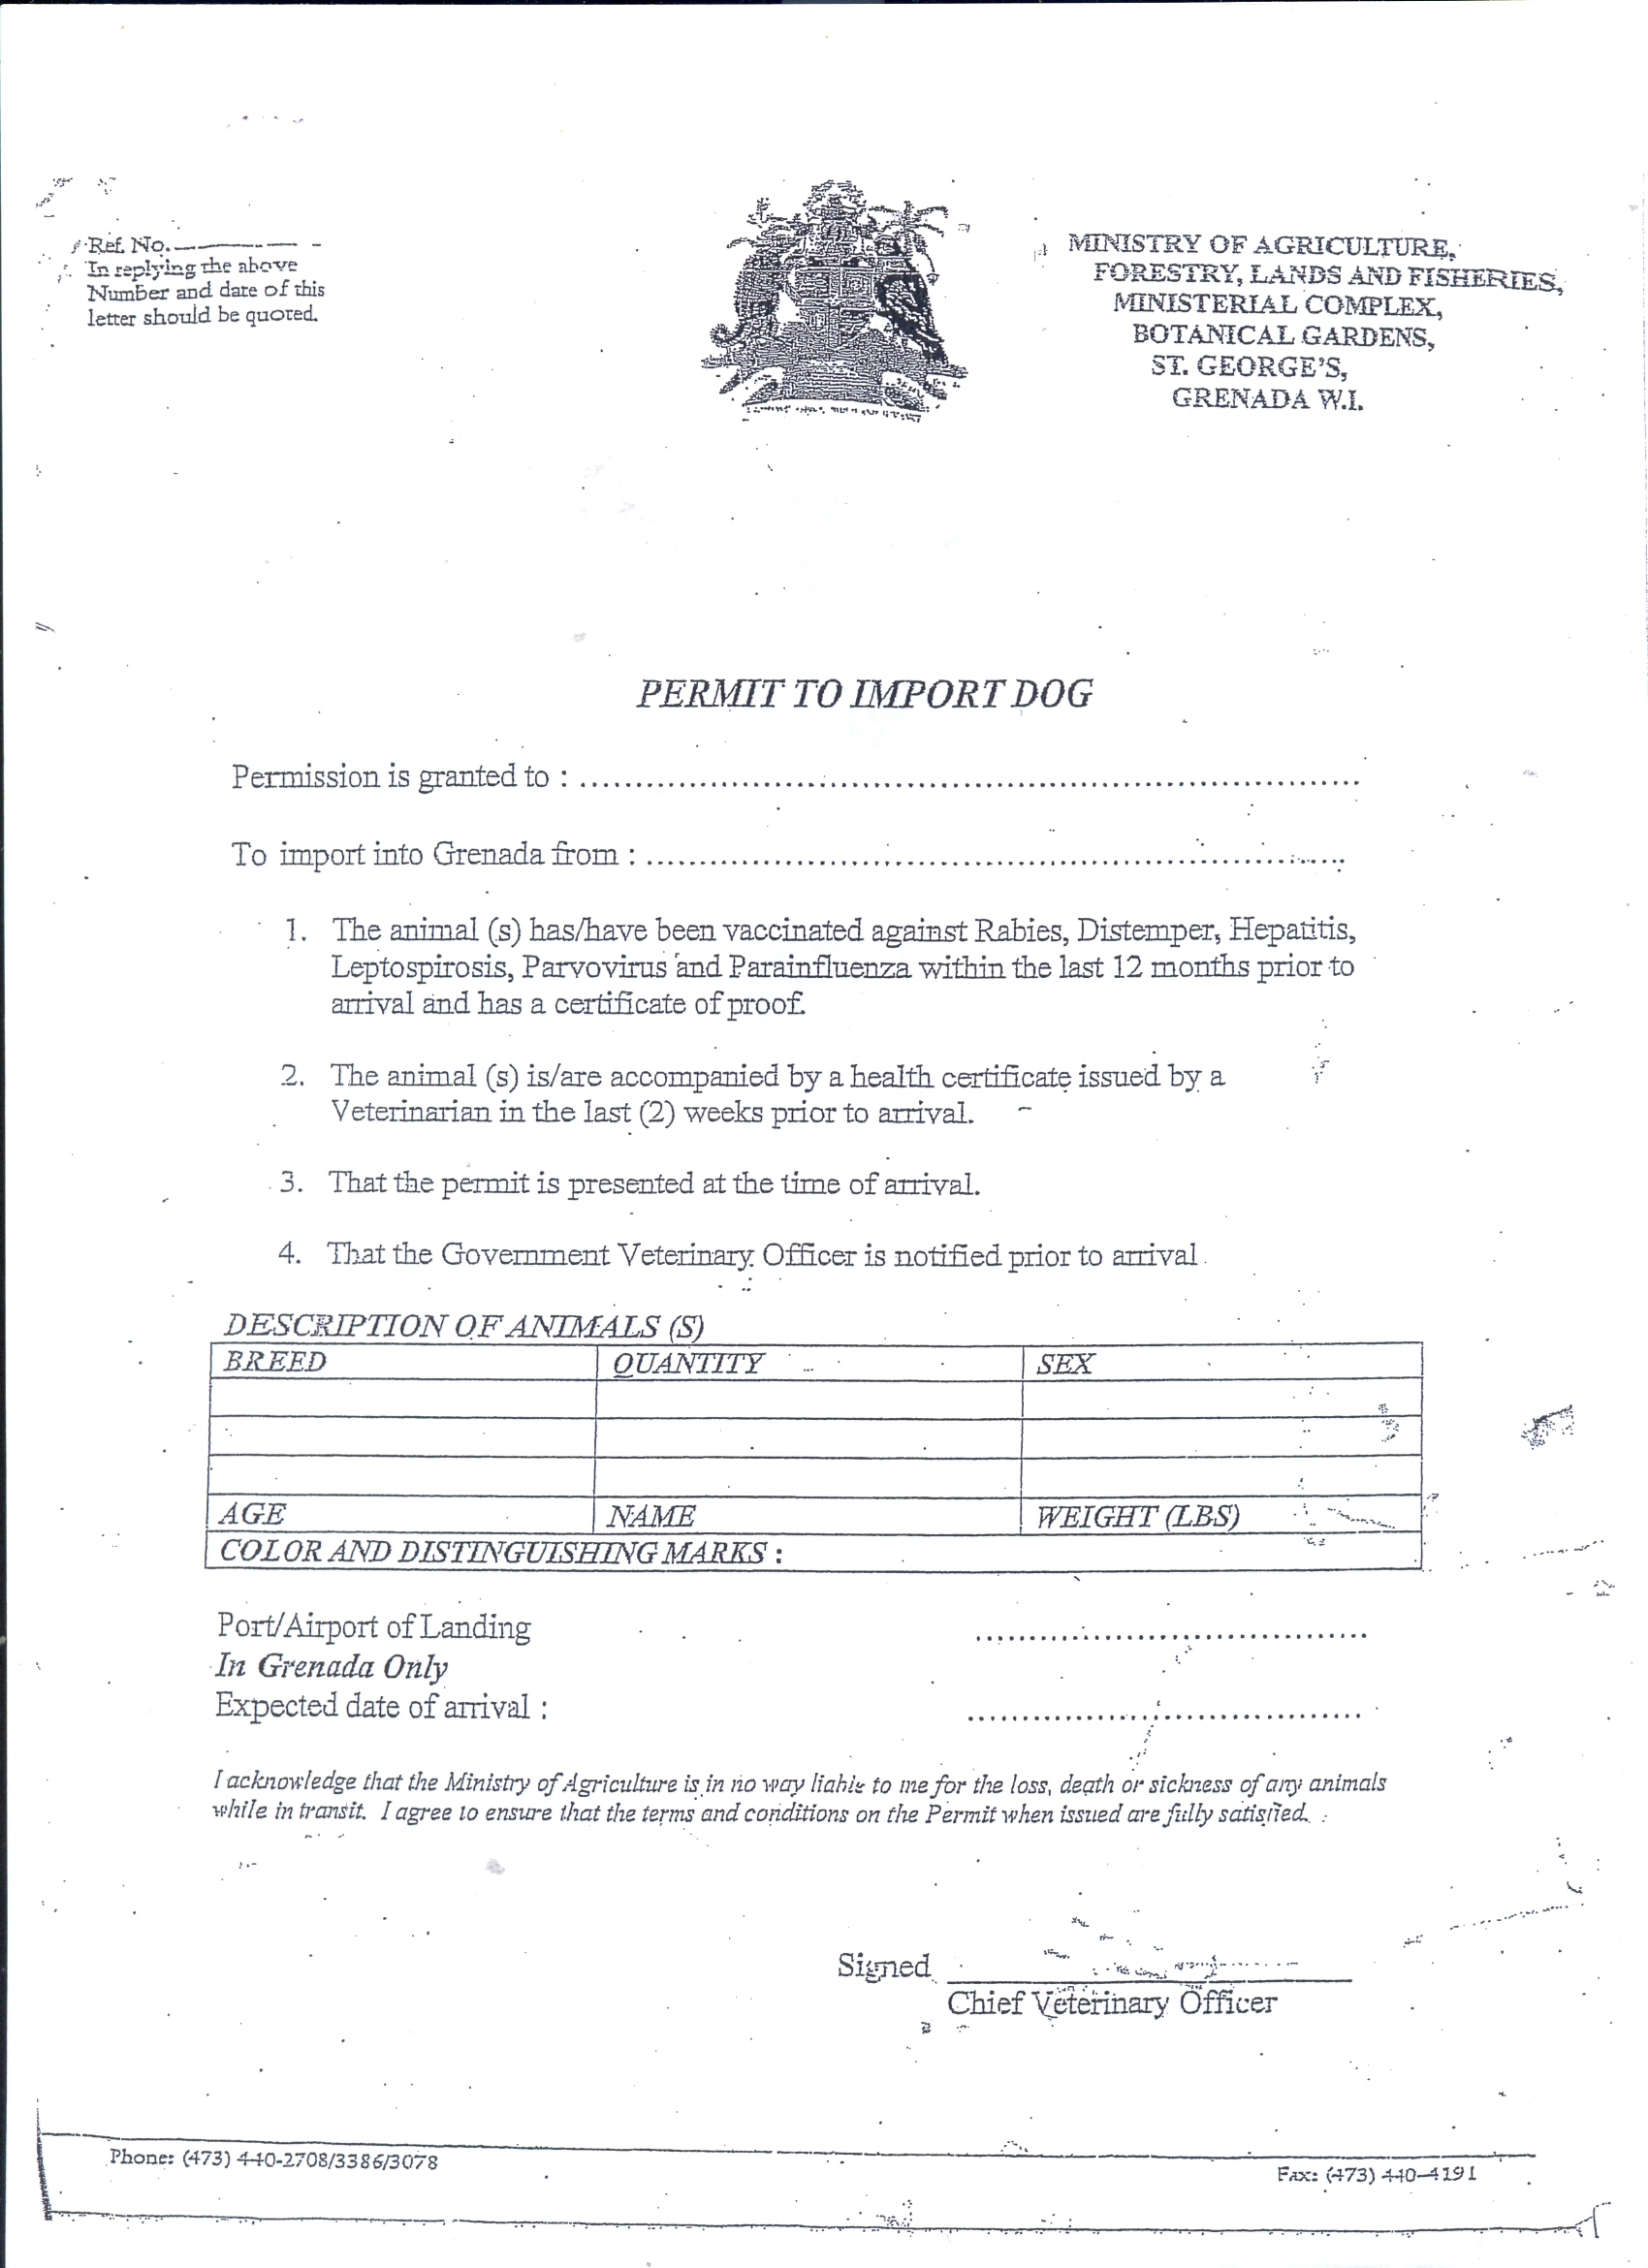 Ref. No.
In replying the above
Number and date of this
letter should be quoted.
MINISTRY OF AGRICULTURE,
FORESTRY, LANDS AND FISHERIES,
MINISTERIAL COMPLEX,
BOTANICAL GARDENS,
ST. GEORGE'S,
GRENADA W.I.
PERMIT TO IMPORT DOG
Permission is granted to : ......................................................................
To import into Grenada from : ...............................................................
1. The animal (s) has/have been vaccinated against Rabies, Distemper, Hepatitis,
Leptospirosis, Parvovirus and Parainfluenza within the last 12 months prior to
arrival and has a certificate of proof.
2. The animal (s) is/are accompanied by a health certificate issued by a
Veterinarian in the last (2) weeks prior to arrival.
3. That the permit is presented at the time of arrival.
4. That the Government Veterinary Officer is notified prior to arrival
DESCRIPTION OF ANIMALS (S)
BREED QUANTITY SEX
AGE NAME WEIGHT (LBS)
COLOR AND DISTINGUISHING MARKS :
Port/Airport of Landing ....................................
In Grenada Only
Expected date of arrival : ....................................
I acknowledge that the Ministry of Agriculture is in no way liable to me for the loss, death or sickness of any animals
while in transit. I agree to ensure that the terms and conditions on the Permit when issued are fully satisfied.
Signed
Chief Veterinary Officer
Phone: (473) 440-2708/3386/3078
Fax: (473) 440-4191